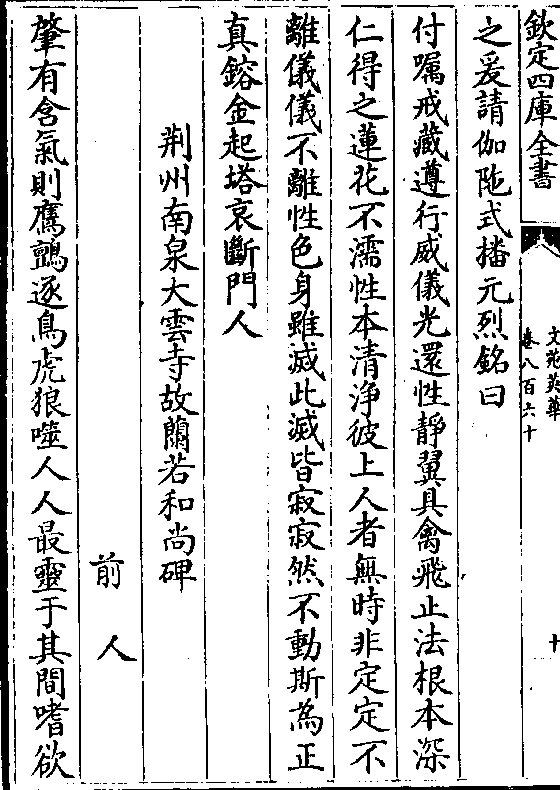 欽定四庫全書
文苑英華
卷八百六十
十
之爰請伽陁式播元烈銘曰
付囑戒藏遵行威儀光還性靜翼具禽飛止法根本深
仁得之蓮花不濡性本清浄彼上人者無時非定定不
離儀儀不離性色身雖滅此滅皆寂寂然不動斯為正
真鎔金起塔哀斷門人
荆州南泉大雲寺故蘭若和尚碑
前人
肇有含氣則鷹鸇逐鳥虎狼噬人人最靈于其間嗜欲